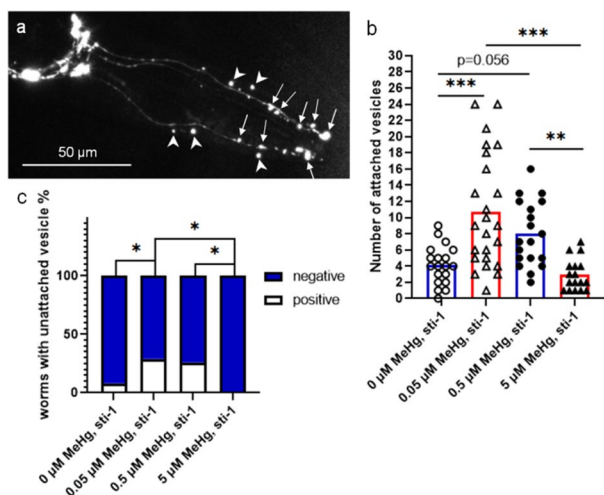 a
50 µm
b
Number of attached vesicles
30
28
26
24
22
20
18
16
14
12
10
8
6
4
2
0
p=0.056
***
***
**
0 µM MeHg, sti-1
0.05 µM MeHg, sti-1
0.5 µM MeHg, sti-1
5 µM MeHg, sti-1
c
worms with unattached vesicle %
100
50
0
*
*
*
negative
positive
0 µM MeHg, sti-1
0.05 µM MeHg, sti-1
0.5 µM MeHg, sti-1
5 µM MeHg, sti-1